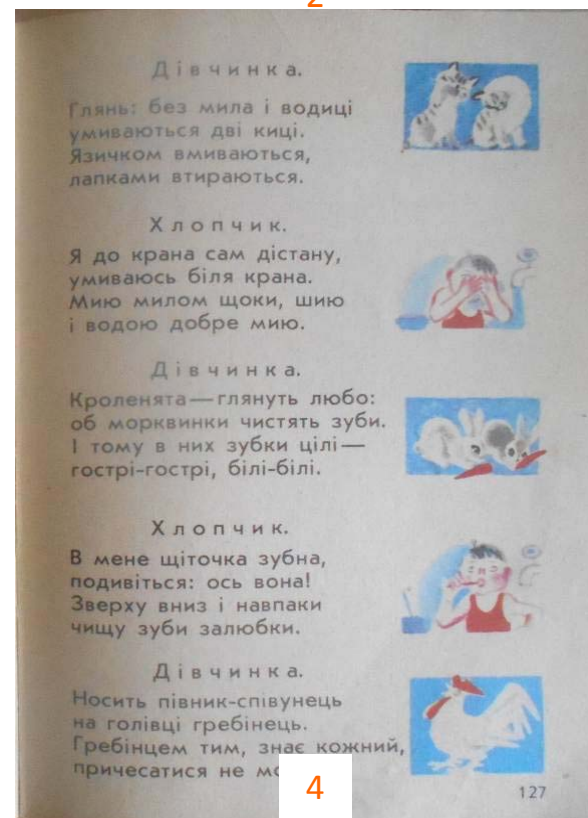 Дівчинка.
Глянь: без мила і водиці
умиваються дві киці.
Язичком вмиваються,
лапками втираються.
Хлопчик.
Я до крана сам дістану,
умиваюсь біля крана.
Мию милом щоки, шию
і водою добре мию.
Дівчинка.
Кроленята—глянуть любо:
об морквинки чистять зуби.
І тому в них зубки цілі—
гострі-гострі, білі-білі.
Хлопчик.
В мене щіточка зубна,
подивіться: ось вона!
Зверху вниз і навпаки
чищу зуби залюбки.
Дівчинка.
Носить півник-співунець
на голівці гребінець.
Гребінцем тим, знає кожний,
причесатися не
4
127